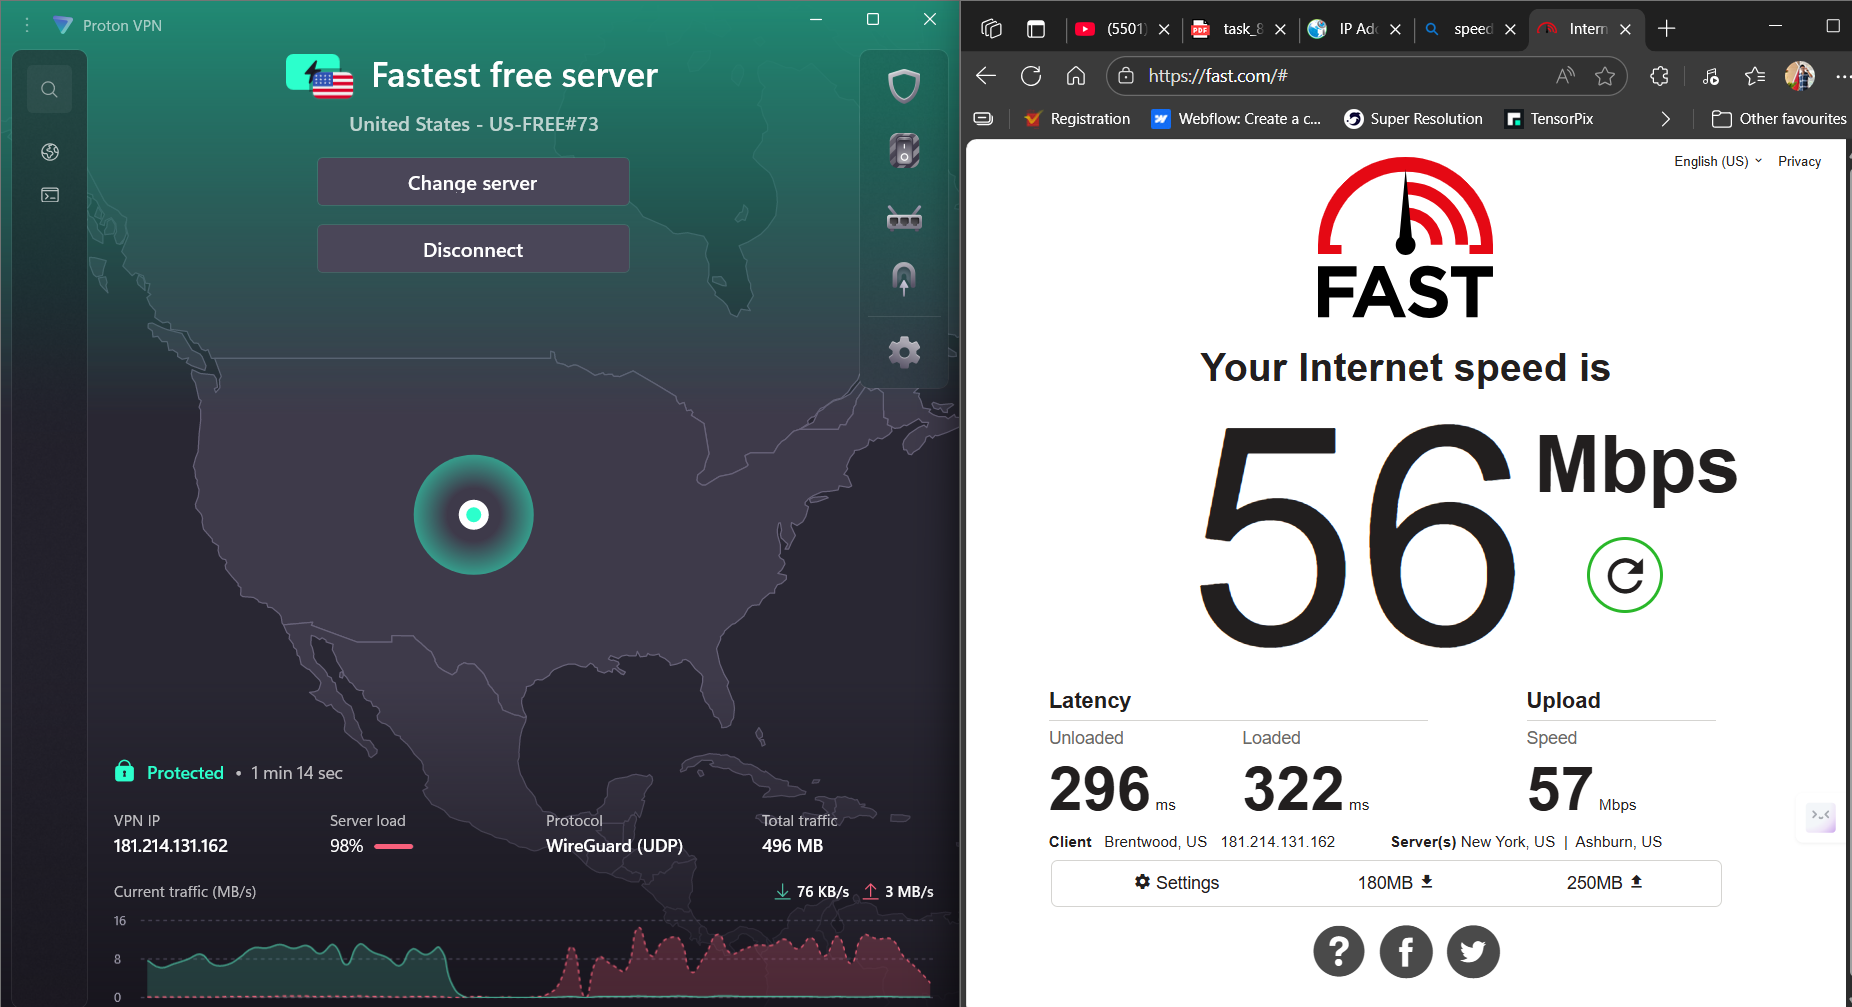 Proton VPN
Fastest free server
United States - US-FREE#73
Change server
Disconnect
Protected • 1 min 14 sec
VPN IP
181.214.131.162
Server load
98%
Protocol
WireGuard (UDP)
Total traffic
496 MB
Current traffic (MB/s)
76 KB/s 3 MB/s
16
8
0
(5501)
PDF
task_8
IP Ad
speed
Intern
https://fast.com/#
Registration
Webflow: Create a c...
Super Resolution
TensorPix
Other favourites
English (US)
Privacy
FAST
Your Internet speed is
56 Mbps
Latency
Unloaded
296 ms
Loaded
322 ms
Upload
Speed
57 Mbps
Client Brentwood, US 181.214.131.162
Server(s) New York, US | Ashburn, US
Settings
180MB
250MB
?
f